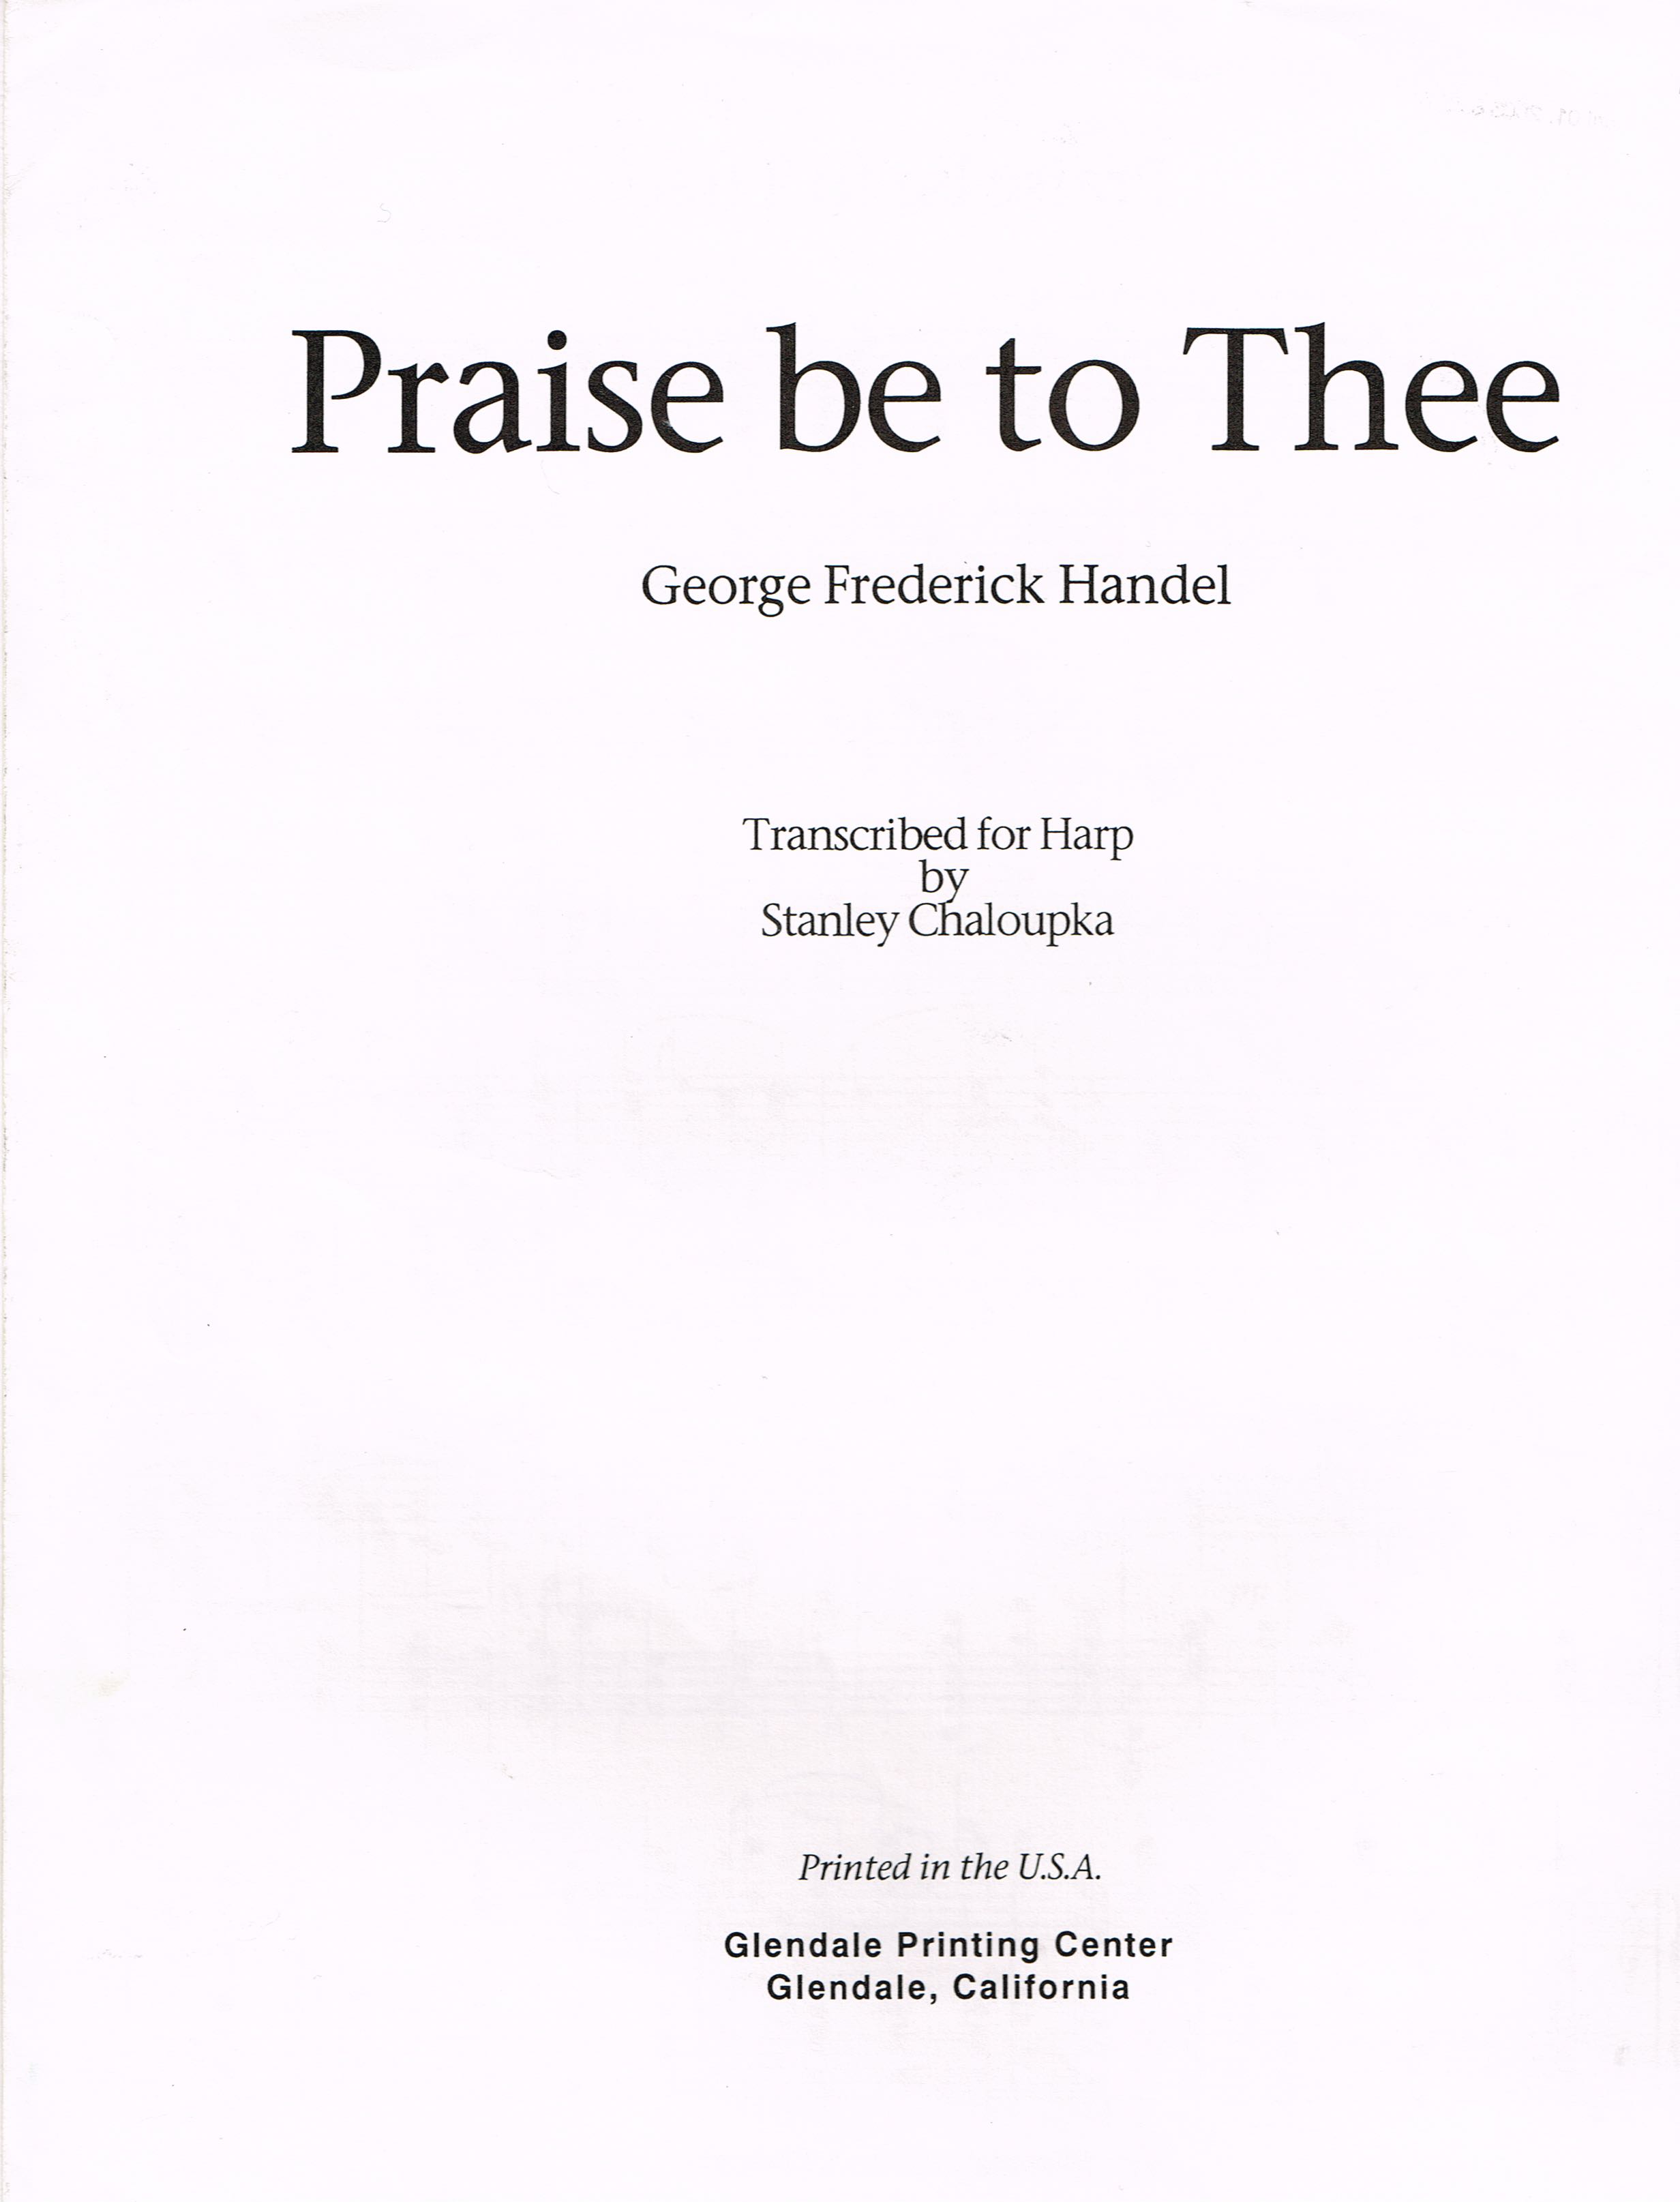 Praise be to Thee
George Frederick Handel
Transcribed for Harp
by
Stanley Chaloupka
Printed in the U.S.A.
Glendale Printing Center
Glendale, California